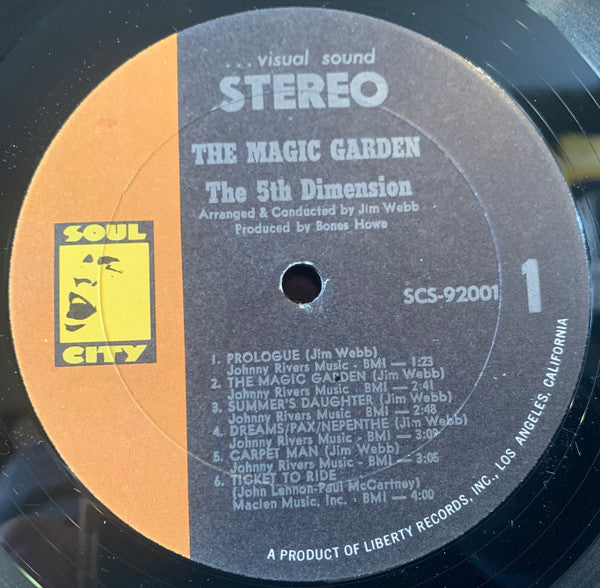 ...visual sound
STEREO
THE MAGIC GARDEN
The 5th Dimension
Arranged & Conducted by Jim Webb
Produced by Bones Howe
SOUL
CITY
SCS-92001
1
1. PROLOGUE (Jim Webb)
Johnny Rivers Music - BMI — 1:23
2. THE MAGIC GARDEN (Jim Webb)
Johnny Rivers Music - BMI — 2:41
3. SUMMER'S DAUGHTER (Jim Webb)
Johnny Rivers Music - BMI — 2:48
4. DREAMS/PAX/NEPENTHE (Jim Webb)
Johnny Rivers Music - BMI — 3:09
5. CARPET MAN (Jim Webb)
Johnny Rivers Music - BMI — 3:05
6. TICKET TO RIDE
(John Lennon-Paul McCartney)
Maclen Music, Inc. - BMI — 4:00
A PRODUCT OF LIBERTY RECORDS, INC., LOS ANGELES, CALIFORNIA